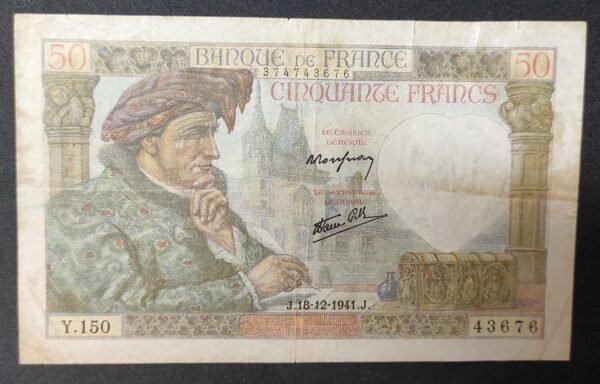 50 BANQUE DE FRANCE 50
374743676
CINQUANTE FRANCS
LE CAISSIER
GÉNÉRAL
LE SECRÉTAIRE
GÉNÉRAL
J.18-12-1941.J.
Y.150
43676